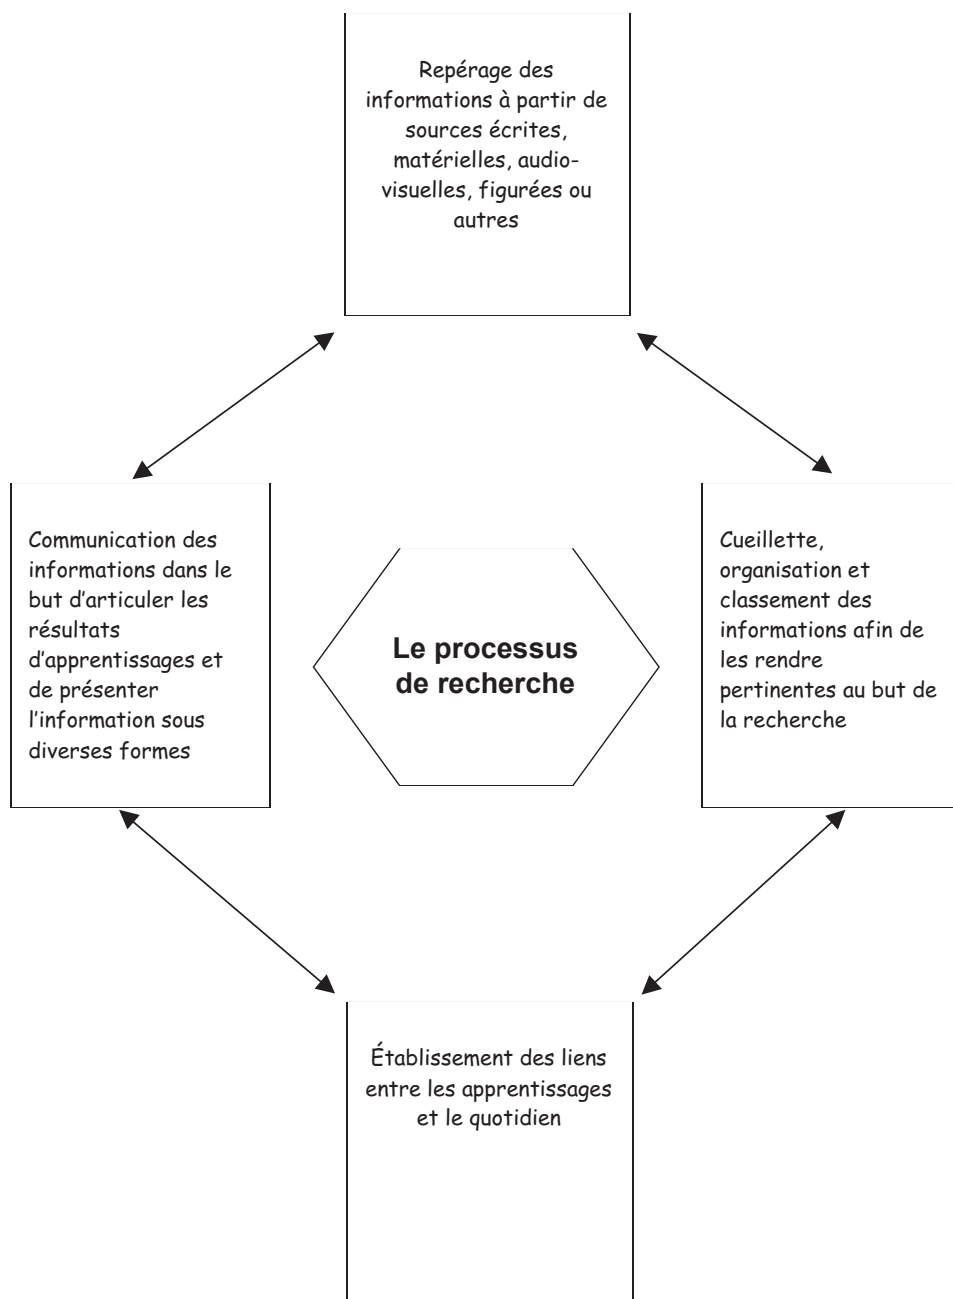 Repérage des
informations à partir de
sources écrites,
matérielles, audio-
visuelles, figurées ou
autres
Communication des
informations dans le
but d'articuler les
résultats
d'apprentissages et
de présenter
l'information sous
diverses formes
Le processus
de recherche
Cueillette,
organisation et
classement des
informations afin de
les rendre
pertinentes au but de
la recherche
Établissement des liens
entre les apprentissages
et le quotidien